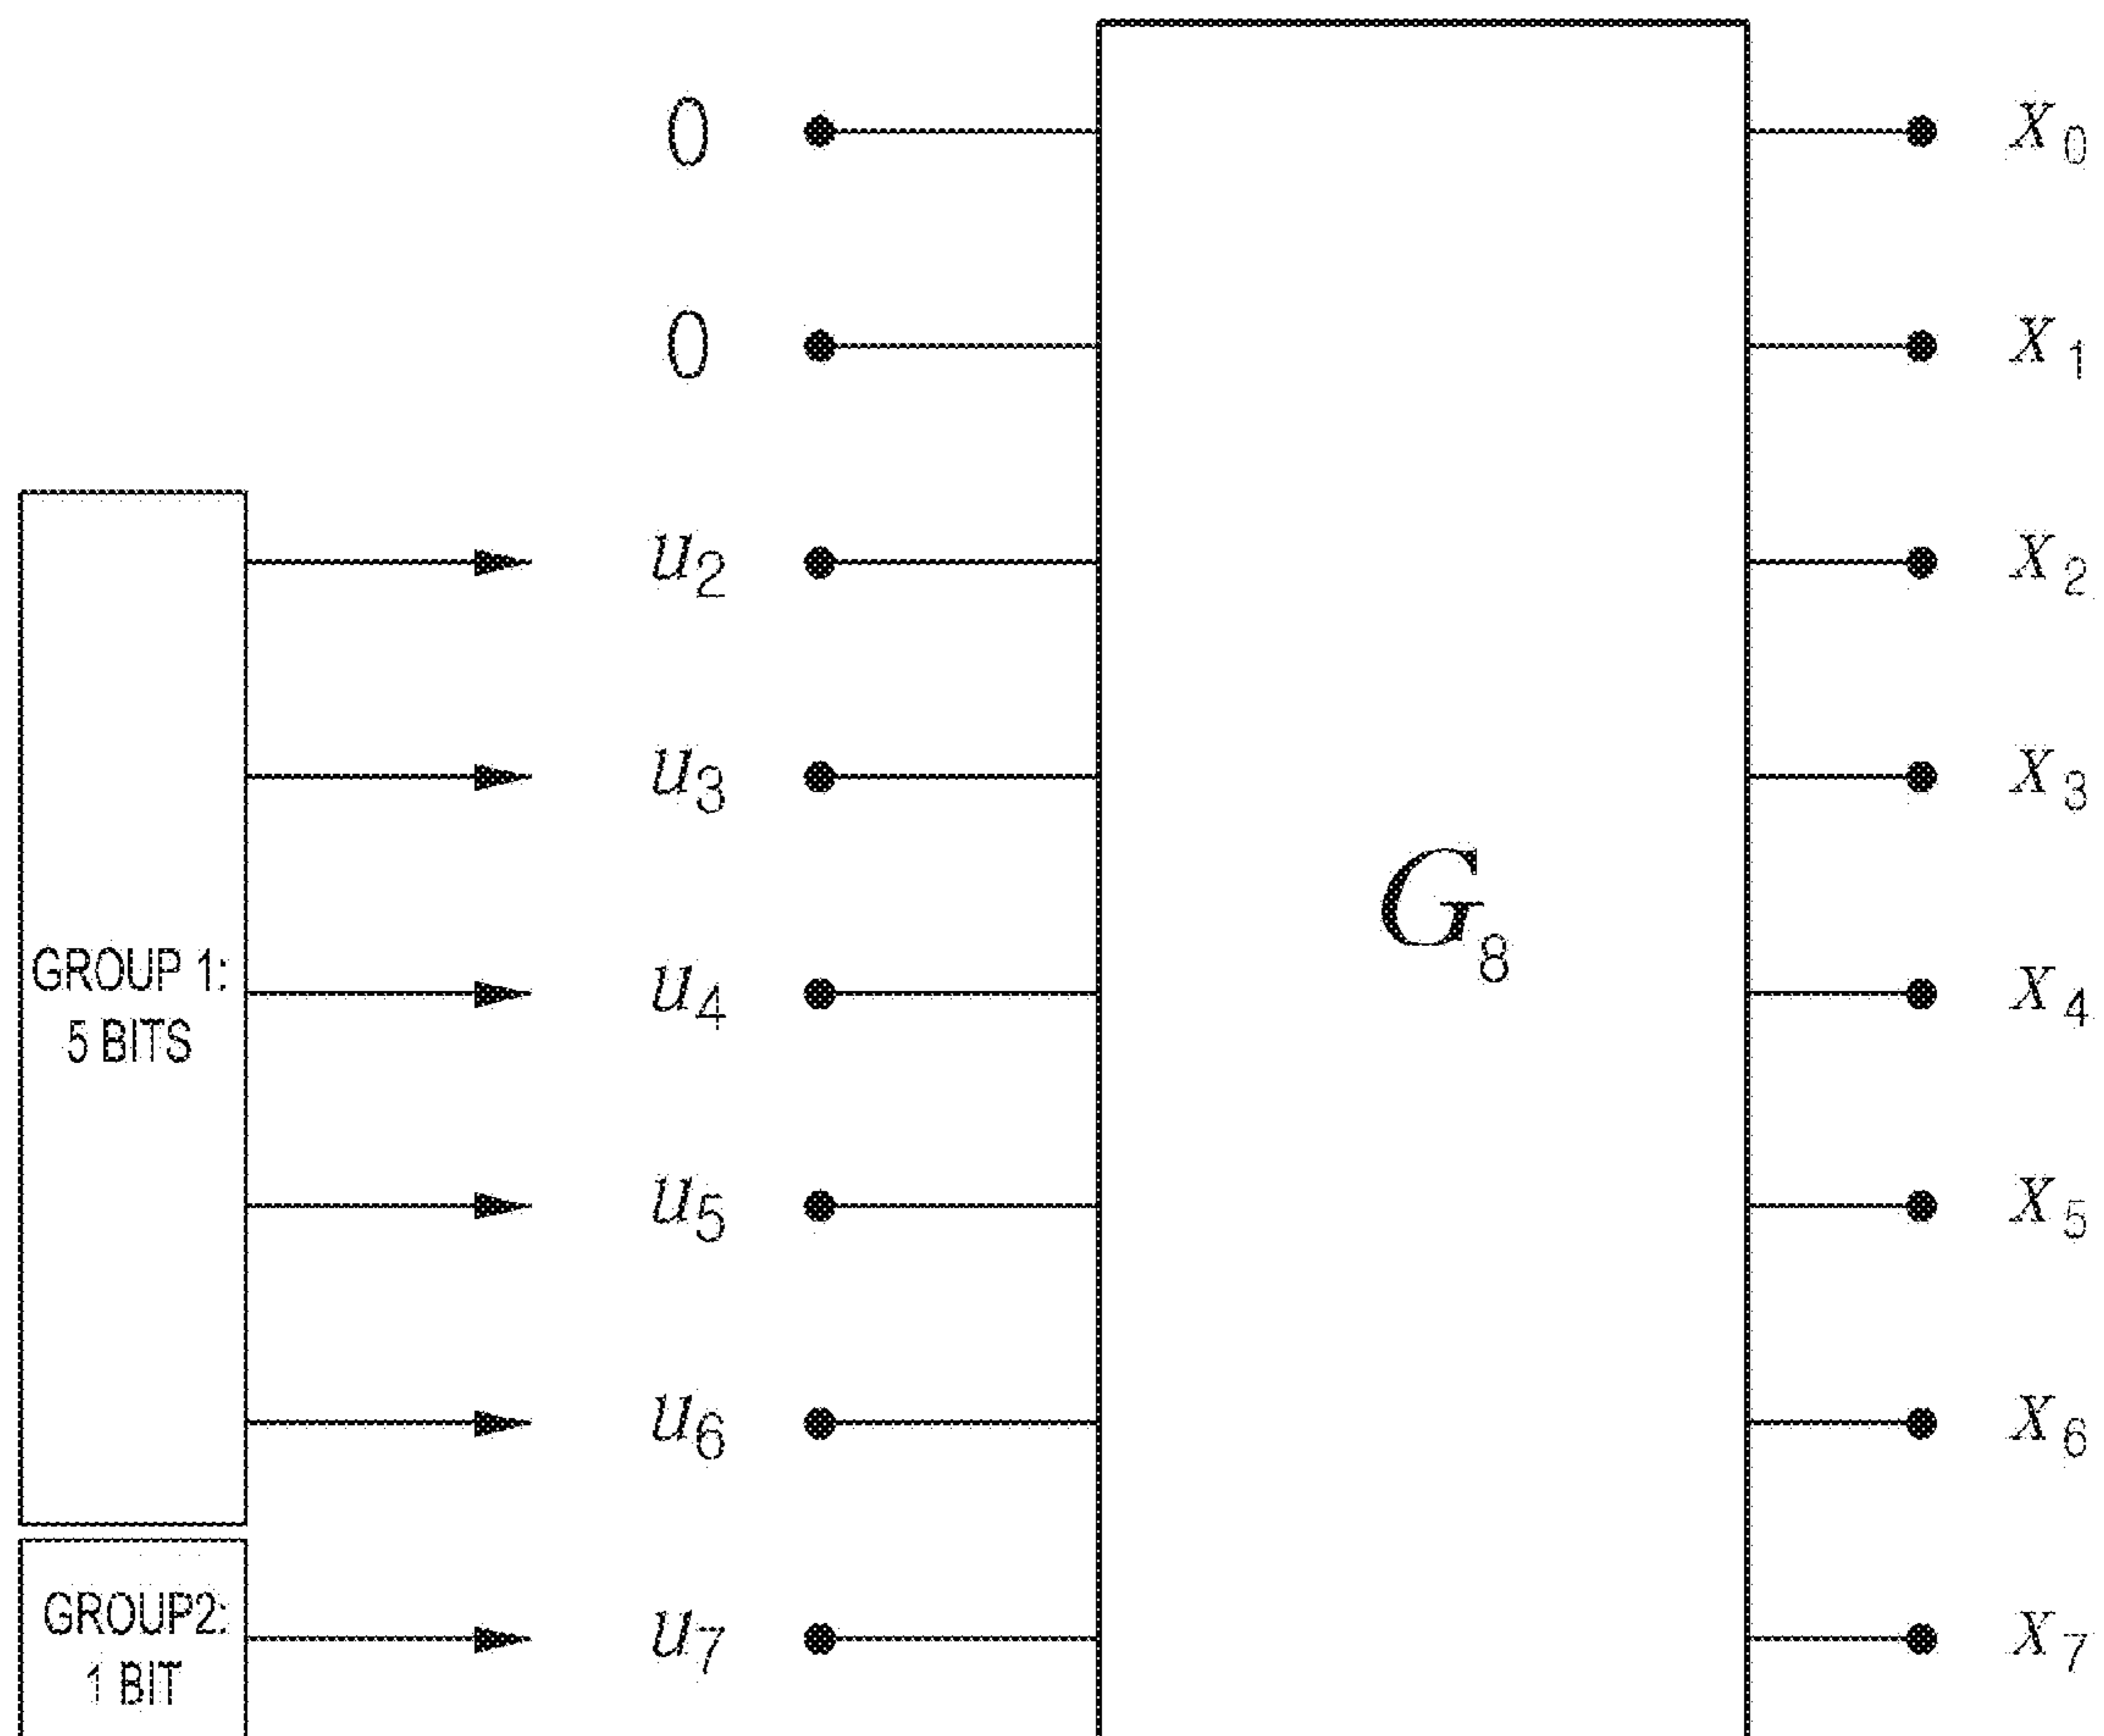 0 x0
0 x1
u2 x2
u3 x3
G8
GROUP 1:
5 BITS
u4 x4
u5 x5
u6 x6
GROUP2:
1 BIT
u7 x7